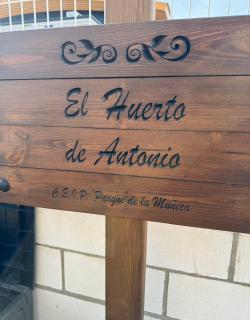 El Huerto
de Antonio
C.E.I.P. Parque de la Muñeca